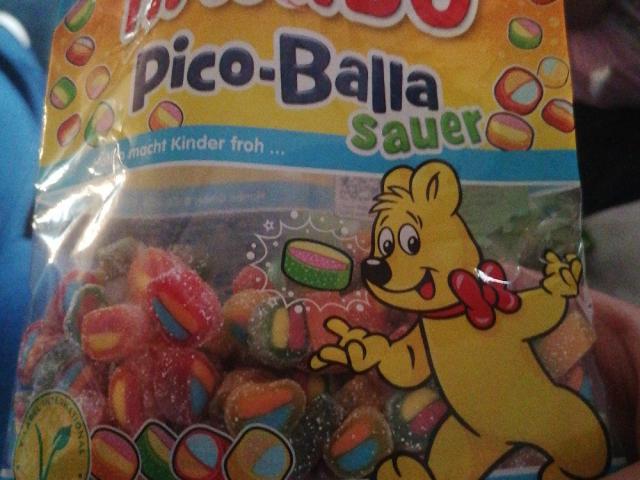 Pico-Balla
sauer
macht Kinder froh ...